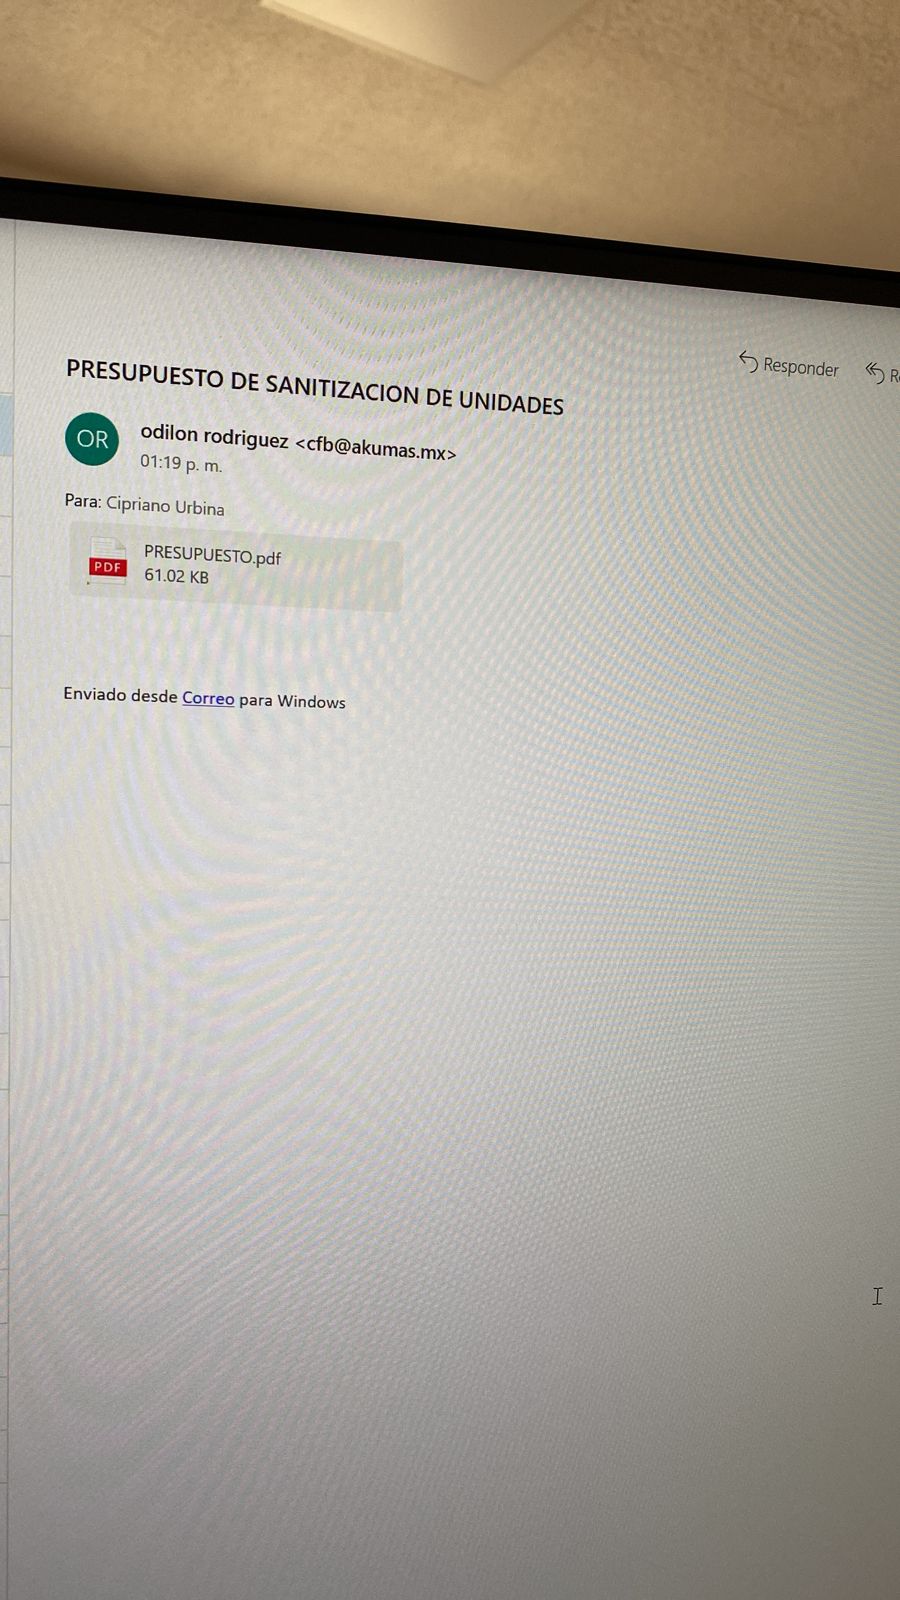 Responder
PRESUPUESTO DE SANITIZACION DE UNIDADES
OR
odilon rodriguez <cfb@akumas.mx>
01:19 p. m.
Para: Cipriano Urbina
PDF
PRESUPUESTO.pdf
61.02 KB
Enviado desde Correo para Windows